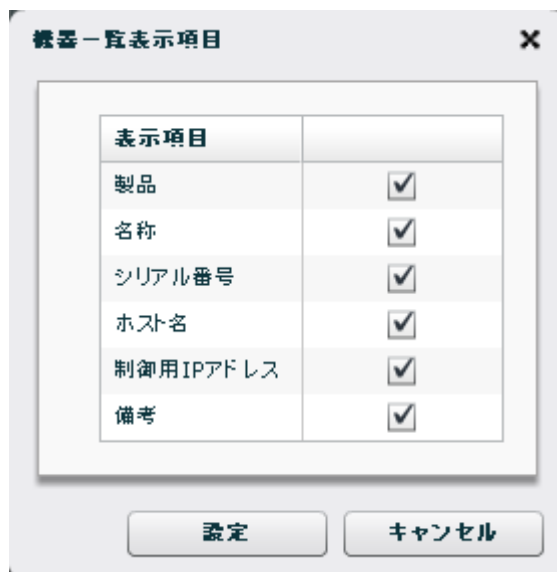 機器一覧表示項目
表示項目
製品
名称
シリアル番号
ホスト名
制御用IPアドレス
備考
設定
キャンセル